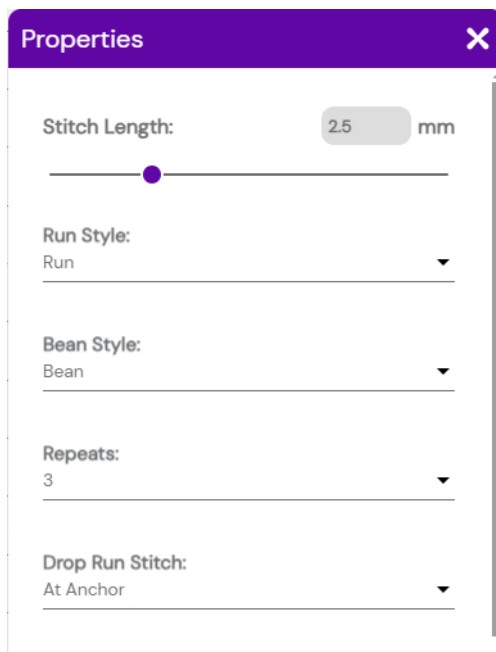 Properties
Stitch Length: 2.5 mm
Run Style:
Run
Bean Style:
Bean
Repeats:
3
Drop Run Stitch:
At Anchor